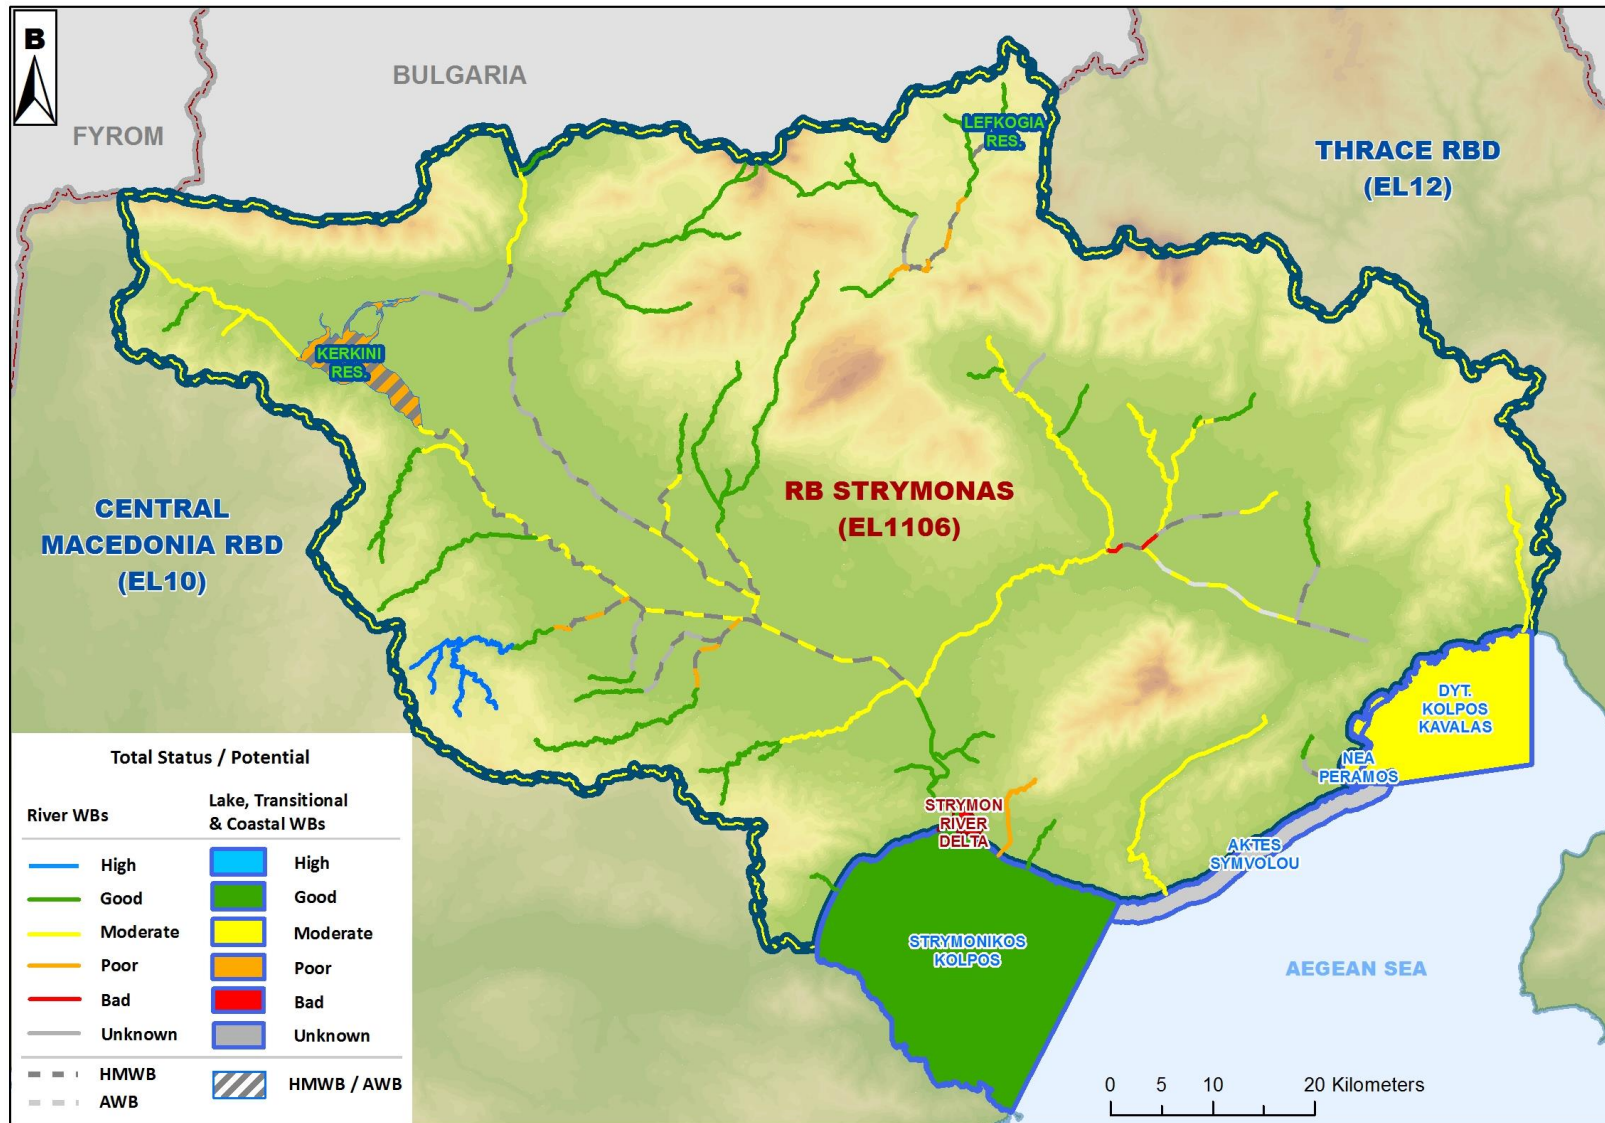 B
BULGARIA
FYROM
LEFKOGIA
RES.
THRACE RBD
(EL12)
KERKINI
RES.
CENTRAL
MACEDONIA RBD
(EL10)
RB STRYMONAS
(EL1106)
DYT.
KOLPOS
KAVALAS
NEA
PERAMOS
STRYMON
RIVER
DELTA
AKTES
SYMVOLOU
STRYMONIKOS
KOLPOS
AEGEAN SEA
Total Status / Potential
River WBs
Lake, Transitional
& Coastal WBs
High
High
Good
Good
Moderate
Moderate
Poor
Poor
Bad
Bad
Unknown
Unknown
HMWB
AWB
HMWB / AWB
0 5 10 20 Kilometers